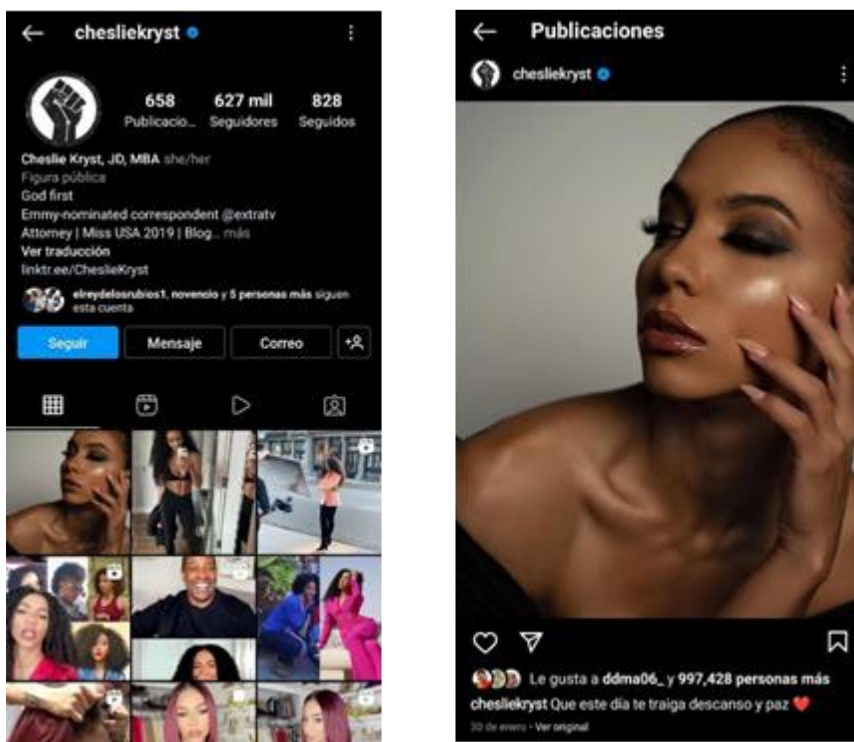 chesliekryst
658 627 mil 828
Publicacio... Seguidores Seguidos
Cheslie Kryst, JD, MBA she/her
Figura pública
God first
Emmy-nominated correspondent @extratv
Attorney | Miss USA 2019 | Blog... más
Ver traducción
linktr.ee/CheslieKryst
elreydelosrubios1, novencio y 5 personas más siguen
esta cuenta
Seguir Mensaje Correo
Publicaciones
chesliekryst
Le gusta a ddma06_ y 997,428 personas más
chesliekryst Que este día te traiga descanso y paz ❤️
30 de enero • Ver original